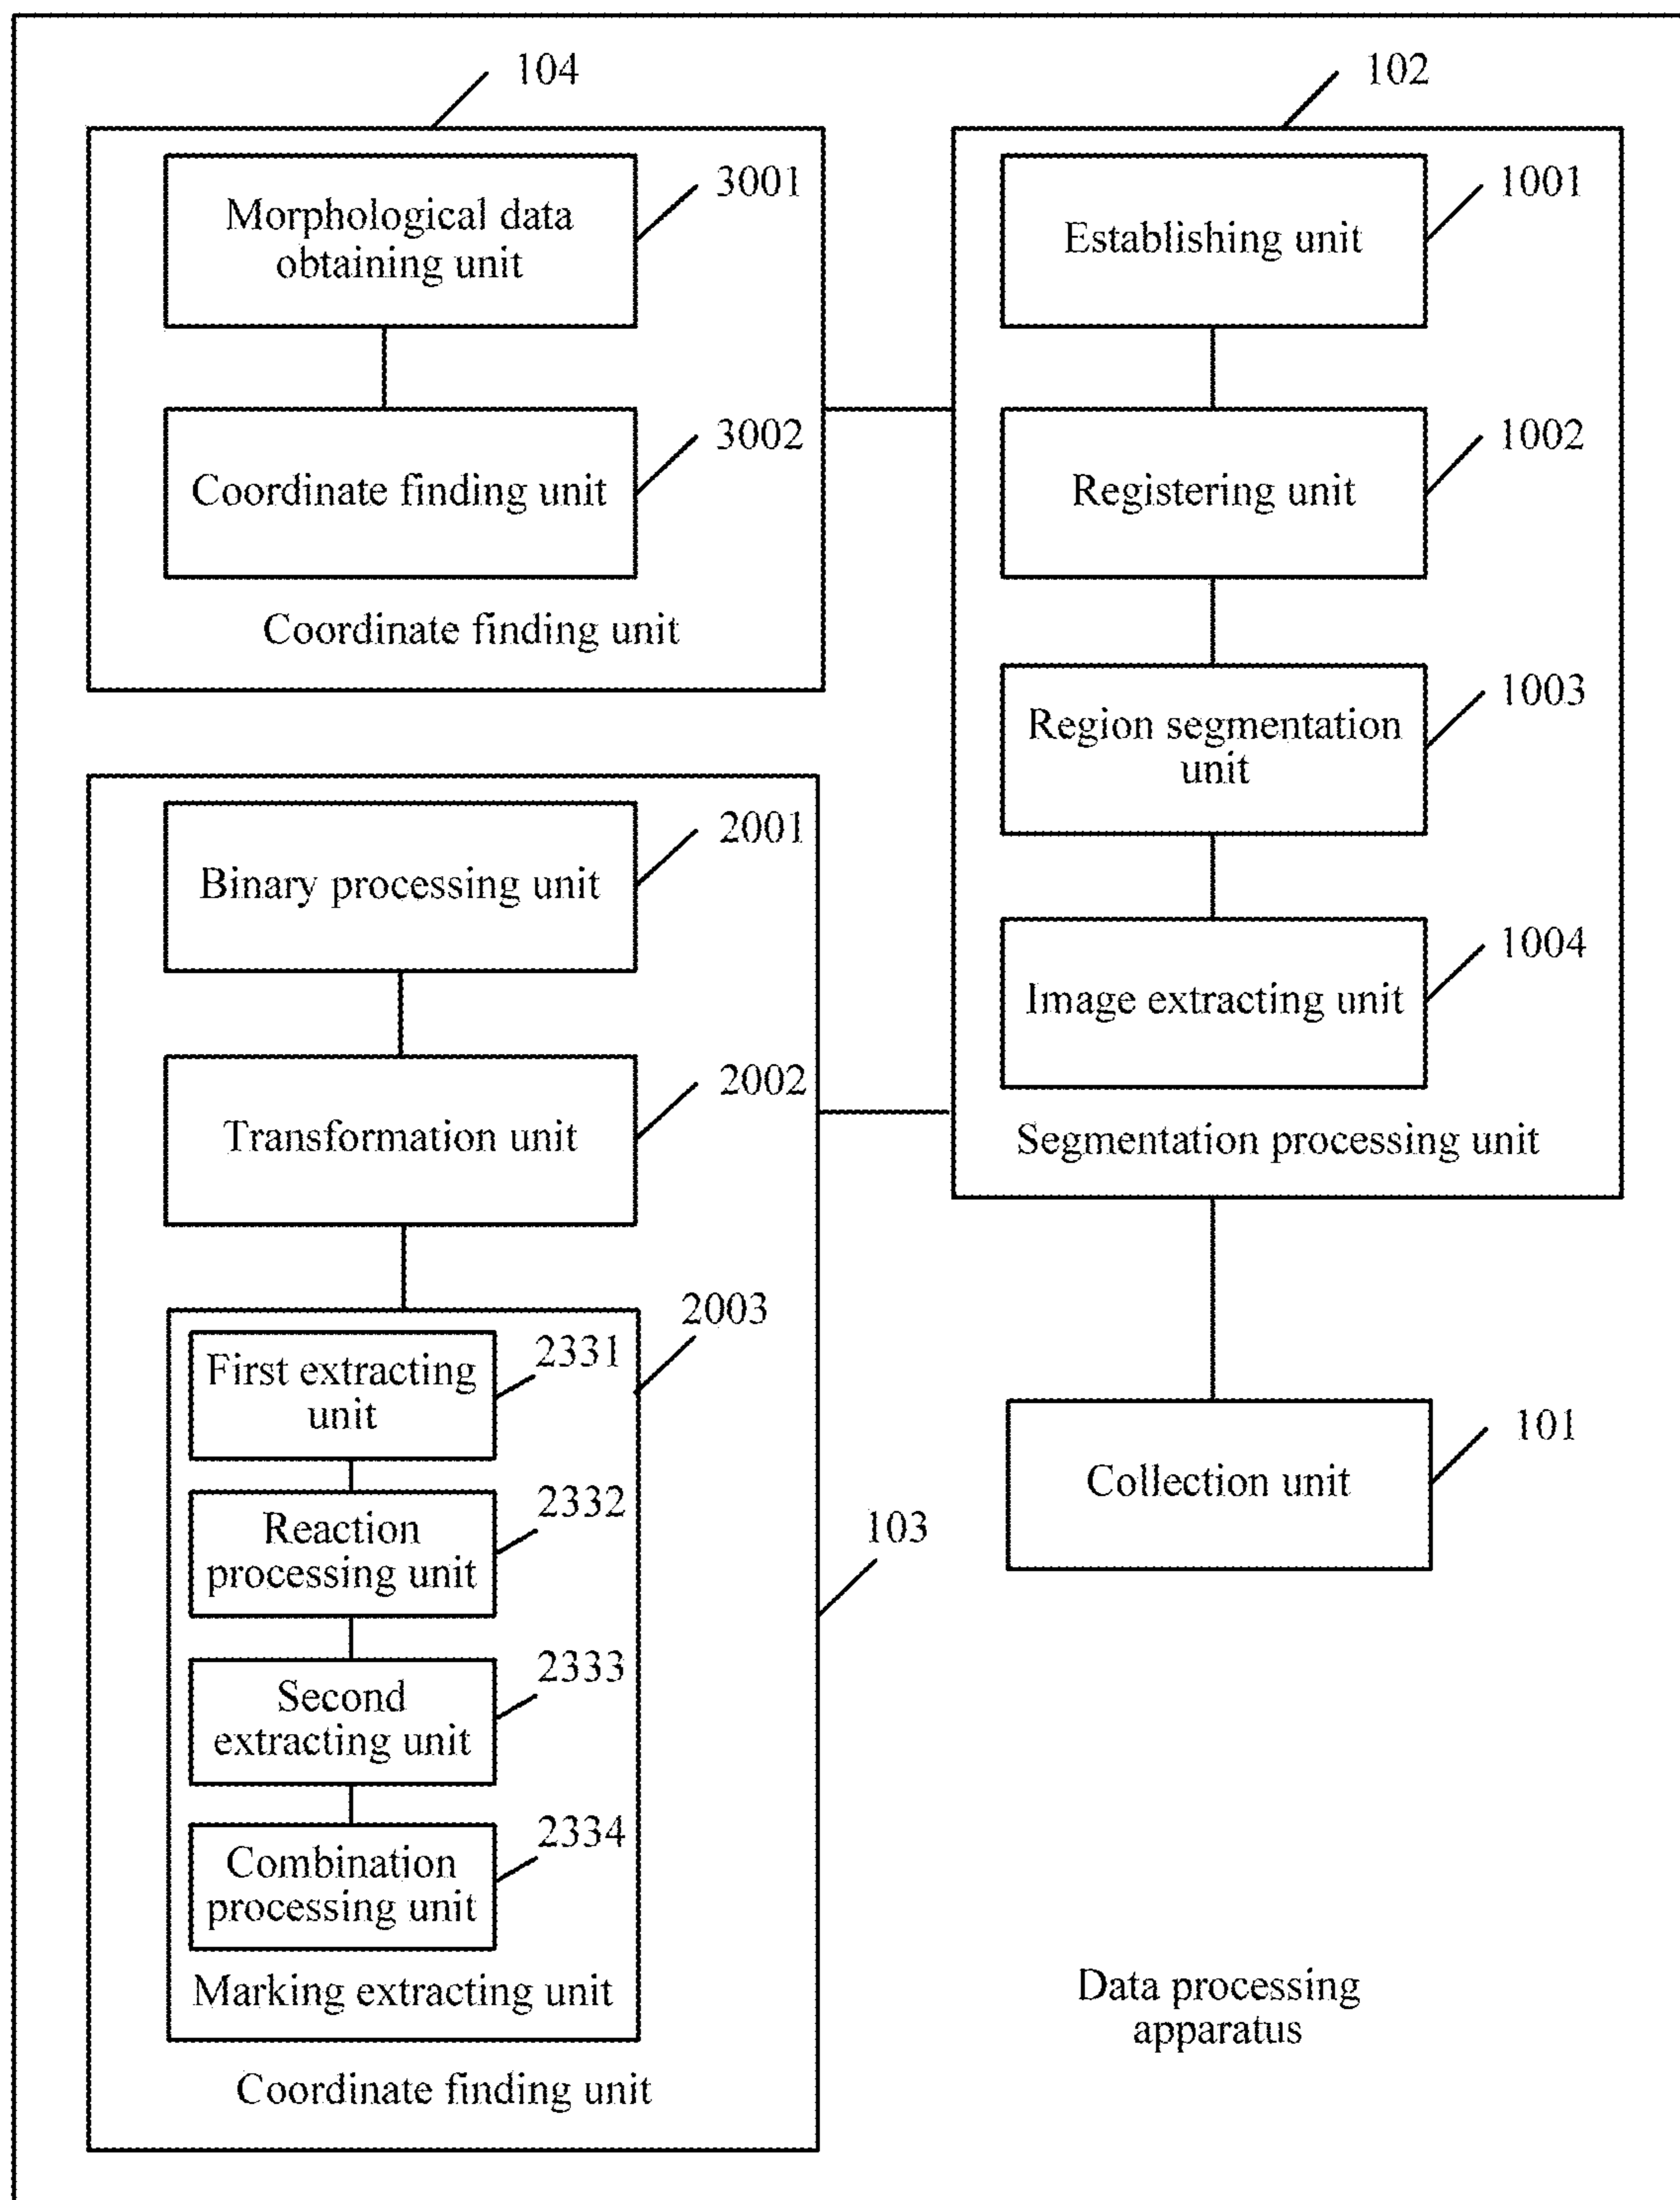 104
3001
Morphological data
obtaining unit
3002
Coordinate finding unit
Coordinate finding unit
102
1001
Establishing unit
1002
Registering unit
1003
Region segmentation
unit
1004
Image extracting unit
Segmentation processing unit
2001
Binary processing unit
2002
Transformation unit
2003
2331
First extracting
unit
2332
Reaction
processing unit
2333
Second
extracting unit
2334
Combination
processing unit
Marking extracting unit
103
Coordinate finding unit
101
Collection unit
Data processing
apparatus